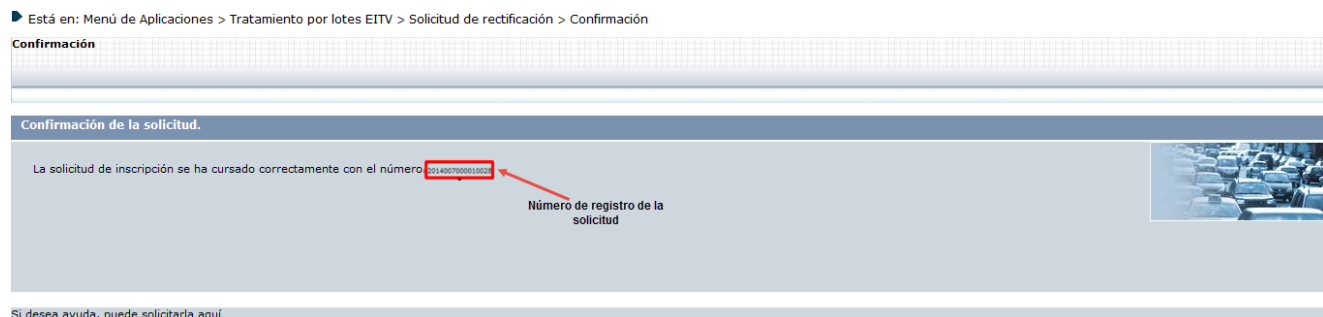 Está en: Menú de Aplicaciones > Tratamiento por lotes EITV > Solicitud de rectificación > Confirmación
Confirmación
Confirmación de la solicitud.
La solicitud de inscripción se ha cursado correctamente con el número 2014007000010028
Número de registro de la
solicitud
Si desea ayuda, puede solicitarla aquí